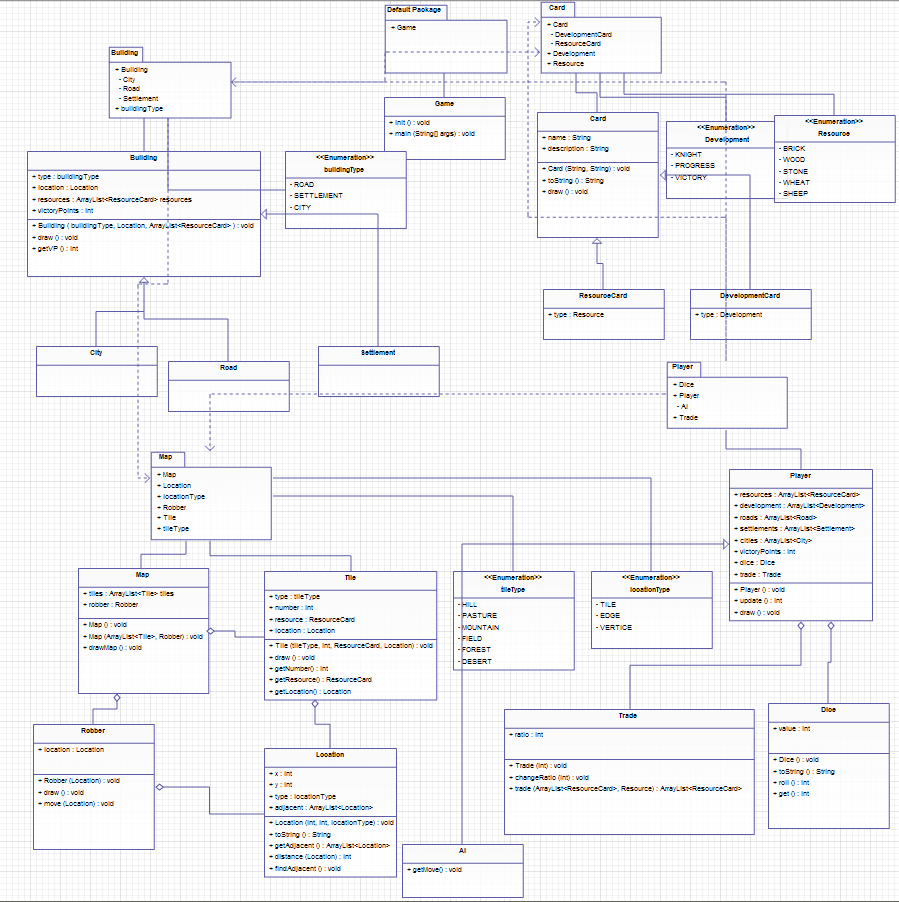 Default Package
+ Game
Card
+ Card
- DevelopmentCard
- ResourceCard
+ Development
+ Resource
Building
+ Building
- City
- Road
- Settlement
+ buildingType
Game
+ init () : void
+ main (String[] args) : void
Card
+ name : String
+ description : String
+ Card (String, String) : void
+ toString () : String
+ draw () : void
<<Enumeration>>
Development
- KNIGHT
- PROGRESS
- VICTORY
<<Enumeration>>
Resource
- BRICK
- WOOD
- STONE
- WHEAT
- SHEEP
Building
+ type : buildingType
+ location : Location
+ resources : ArrayList<ResourceCard> resources
+ victoryPoints : int
+ Building ( buildingType, Location, ArrayList<ResourceCard> ) : void
+ draw () : void
+ getVP () : int
<<Enumeration>>
buildingType
- ROAD
- SETTLEMENT
- CITY
ResourceCard
+ type : Resource
DevelopmentCard
+ type : Development
City
Road
Settlement
Player
+ Dice
+ Player
- AI
+ Trade
Map
+ Map
+ Location
+ locationType
+ Robber
+ Tile
+ tileType
Player
+ resources : ArrayList<ResourceCard>
+ development : ArrayList<Development>
+ roads : ArrayList<Road>
+ settlements : ArrayList<Settlement>
+ cities : ArrayList<City>
+ victoryPoints : int
+ dice : Dice
+ trade : Trade
+ Player () : void
+ update () : int
+ draw () : void
Map
+ tiles : ArrayList<Tile> tiles
+ robber : Robber
+ Map () : void
+ Map (ArrayList<Tile>, Robber) : void
+ drawMap () : void
Tile
+ type : tileType
+ number : int
+ resource : ResourceCard
+ location : Location
+ Tile (tileType, int, ResourceCard, Location) : void
+ draw () : void
+ getNumber() : int
+ getResource() : ResourceCard
+ getLocation() : Location
<<Enumeration>>
tileType
- HILL
- PASTURE
- MOUNTAIN
- FIELD
- FOREST
- DESERT
<<Enumeration>>
locationType
- TILE
- EDGE
- VERTICE
Robber
+ location : Location
+ Robber (Location) : void
+ draw () : void
+ move (Location) : void
Location
+ x : int
+ y : int
+ type : locationType
+ adjacent : ArrayList<Location>
+ Location (int, int, locationType) : void
+ toString () : String
+ getAdjacent () : ArrayList<Location>
+ distance (Location) : int
+ findAdjacent () : void
Trade
+ ratio : int
+ Trade (int) : void
+ changeRatio (int) : void
+ trade (ArrayList<ResourceCard>, Resource) : ArrayList<ResourceCard>
Dice
+ value : int
+ Dice () : void
+ toString () : String
+ roll () : int
+ get () : int
AI
+ getMove() : void